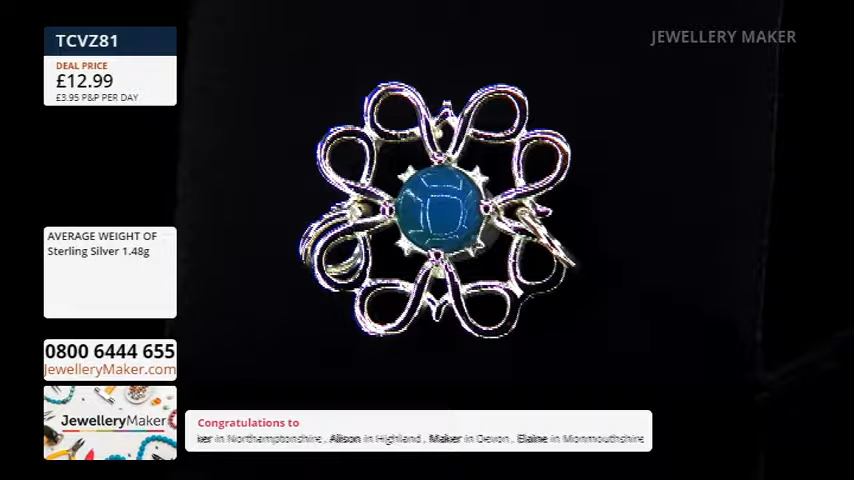 TCVZ81
DEAL PRICE
£12.99
£3.95 P&P PER DAY
JEWELLERY MAKER
AVERAGE WEIGHT OF
Sterling Silver 1.48g
0800 6444 655
JewelleryMaker.com
JewelleryMaker
Congratulations to
in Northamptonshire, Alison in Highland, Maker in Devon, Elaine in Monmouthshire